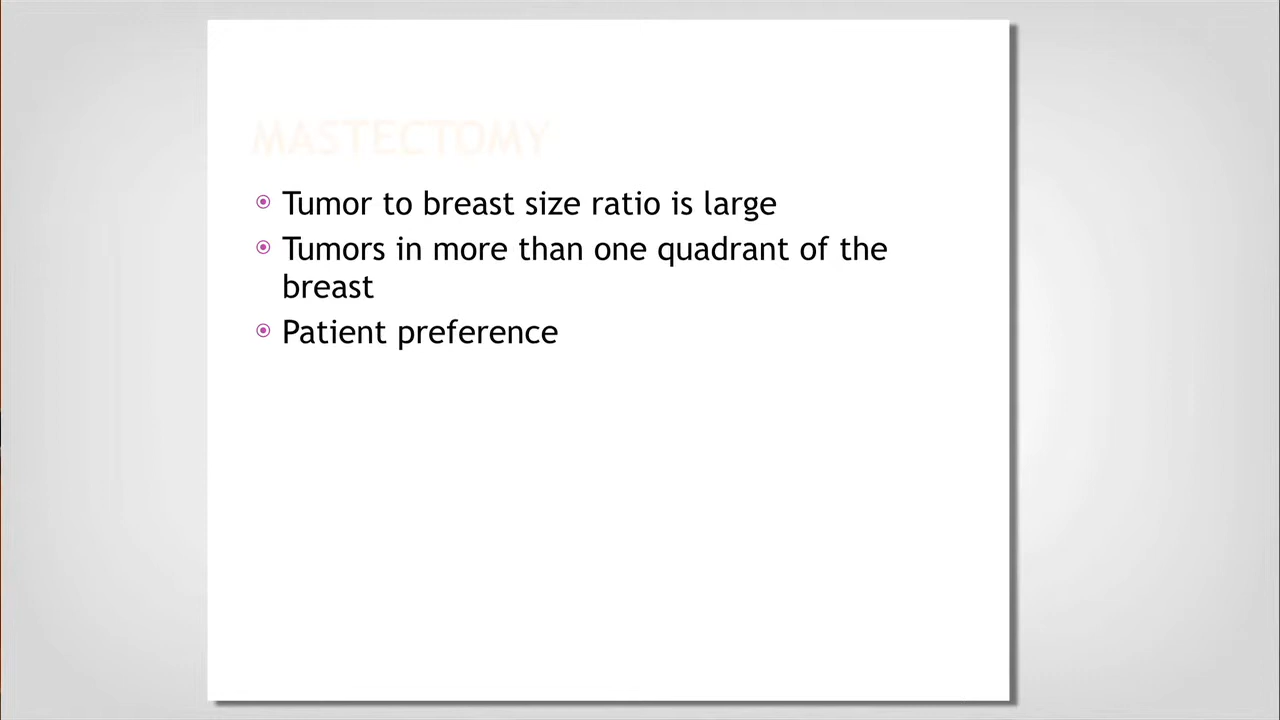 MASTECTOMY
Tumor to breast size ratio is large
Tumors in more than one quadrant of the
breast
Patient preference